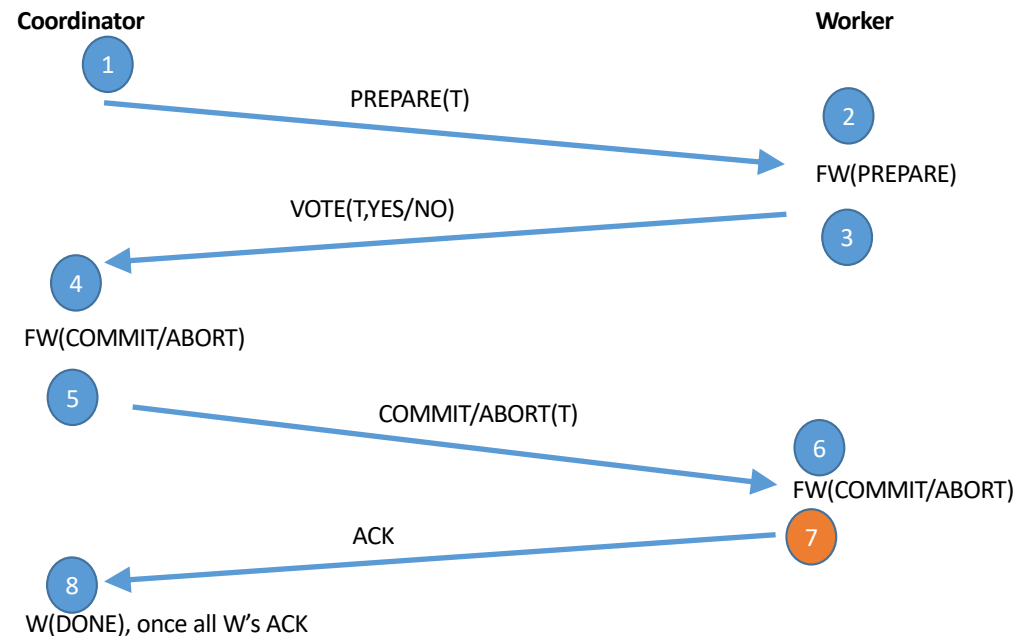 Coordinator
Worker
1
PREPARE(T)
2
FW(PREPARE)
VOTE(T,YES/NO)
3
4
FW(COMMIT/ABORT)
5
COMMIT/ABORT(T)
6
FW(COMMIT/ABORT)
7
ACK
8
W(DONE), once all W's ACK